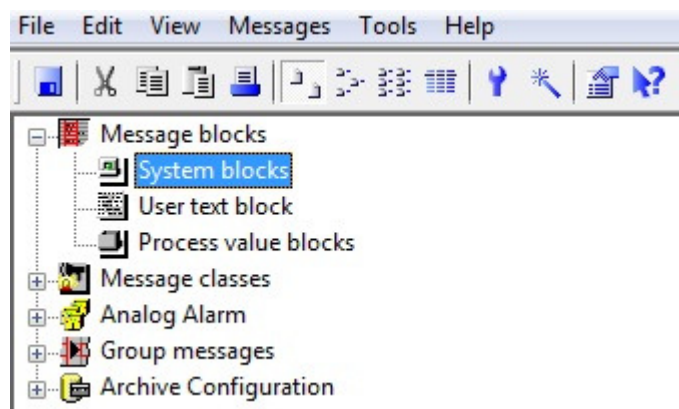 File Edit View Messages Tools Help
Message blocks
System blocks
User text block
Process value blocks
Message classes
Analog Alarm
Group messages
Archive Configuration